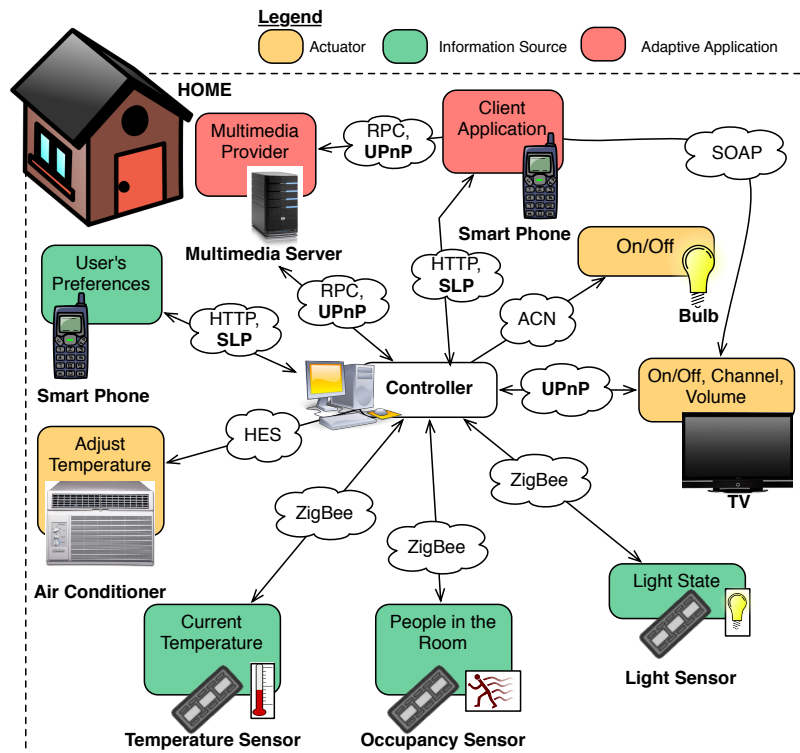 Legend
Actuator
Information Source
Adaptive Application
HOME
Multimedia
Provider
RPC,
UPnP
Client
Application
SOAP
Multimedia Server
Smart Phone
On/Off
Bulb
User's
Preferences
HTTP,
SLP
RPC,
UPnP
HTTP,
SLP
ACN
Smart Phone
Controller
UPnP
On/Off, Channel,
Volume
TV
Adjust
Temperature
HES
ZigBee
ZigBee
ZigBee
Air Conditioner
Light State
Light Sensor
Current
Temperature
People in the
Room
Temperature Sensor
Occupancy Sensor